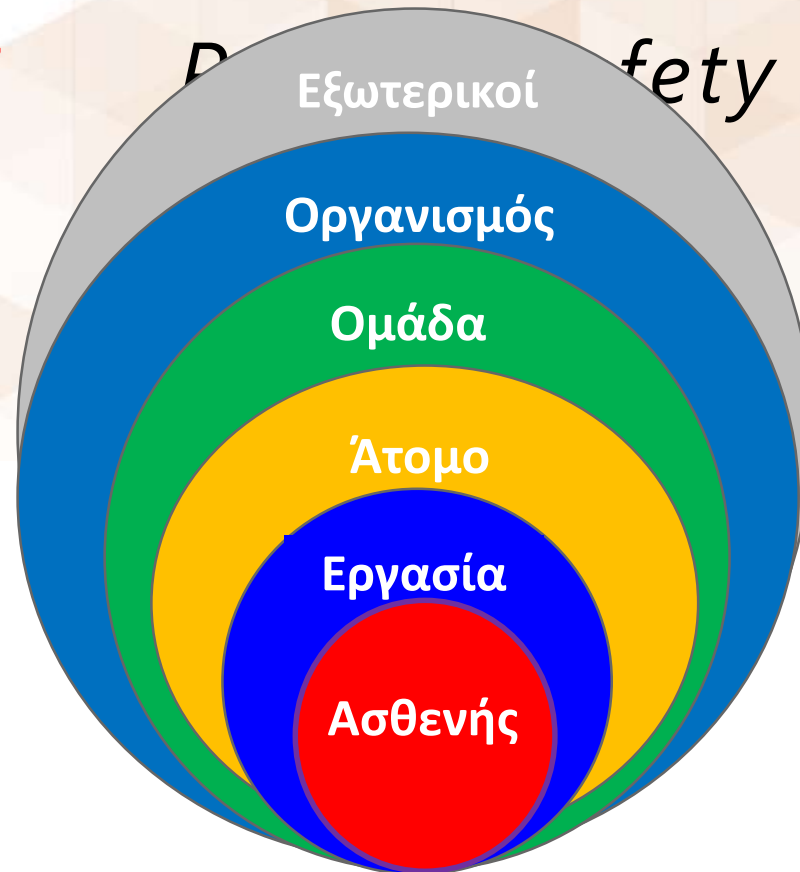 Εξωτερικοί
Οργανισμός
Ομάδα
Άτομο
Εργασία
Ασθενής